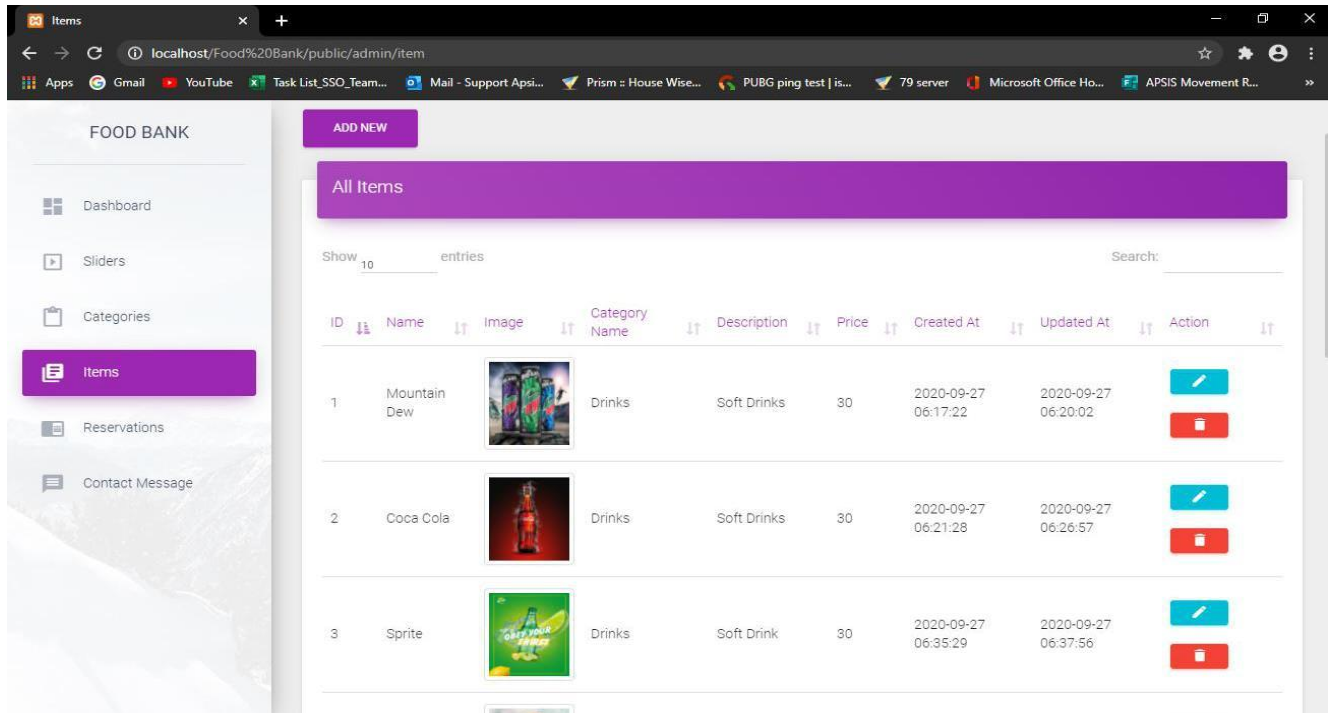 Items
localhost/Food%20Bank/public/admin/item
Apps Gmail YouTube Task List_SSO_Team... Mail - Support Apsi... Prism :: House Wise... PUBG ping test | is... 79 server Microsoft Office Ho... APSIS Movement R... »
FOOD BANK
Dashboard
Sliders
Categories
Items
Reservations
Contact Message
ADD NEW
All Items
Show 10 entries Search:
ID Name Image Category Name Description Price Created At Updated At Action
1 Mountain Dew Drinks Soft Drinks 30 2020-09-27 06:17:22 2020-09-27 06:20:02
2 Coca Cola Drinks Soft Drinks 30 2020-09-27 06:21:28 2020-09-27 06:26:57
OBEY YOUR
3 Sprite Drinks Soft Drink 30 2020-09-27 06:35:29 2020-09-27 06:37:56